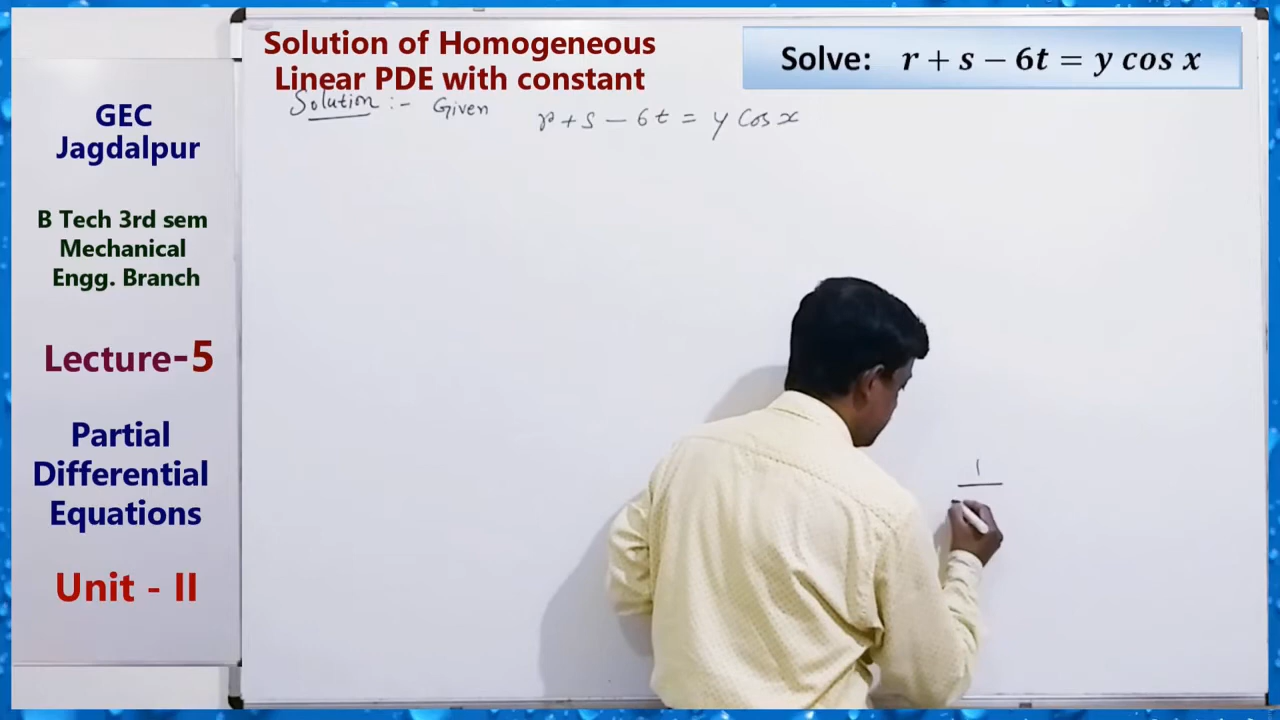 Solution of Homogeneous
Linear PDE with constant
Solve: r + s − 6t = y cos x
GEC
Jagdalpur
B Tech 3rd sem
Mechanical
Engg. Branch
Lecture-5
Partial
Differential
Equations
Unit - II
Solution :- Given r + s − 6t = y Cos x
1